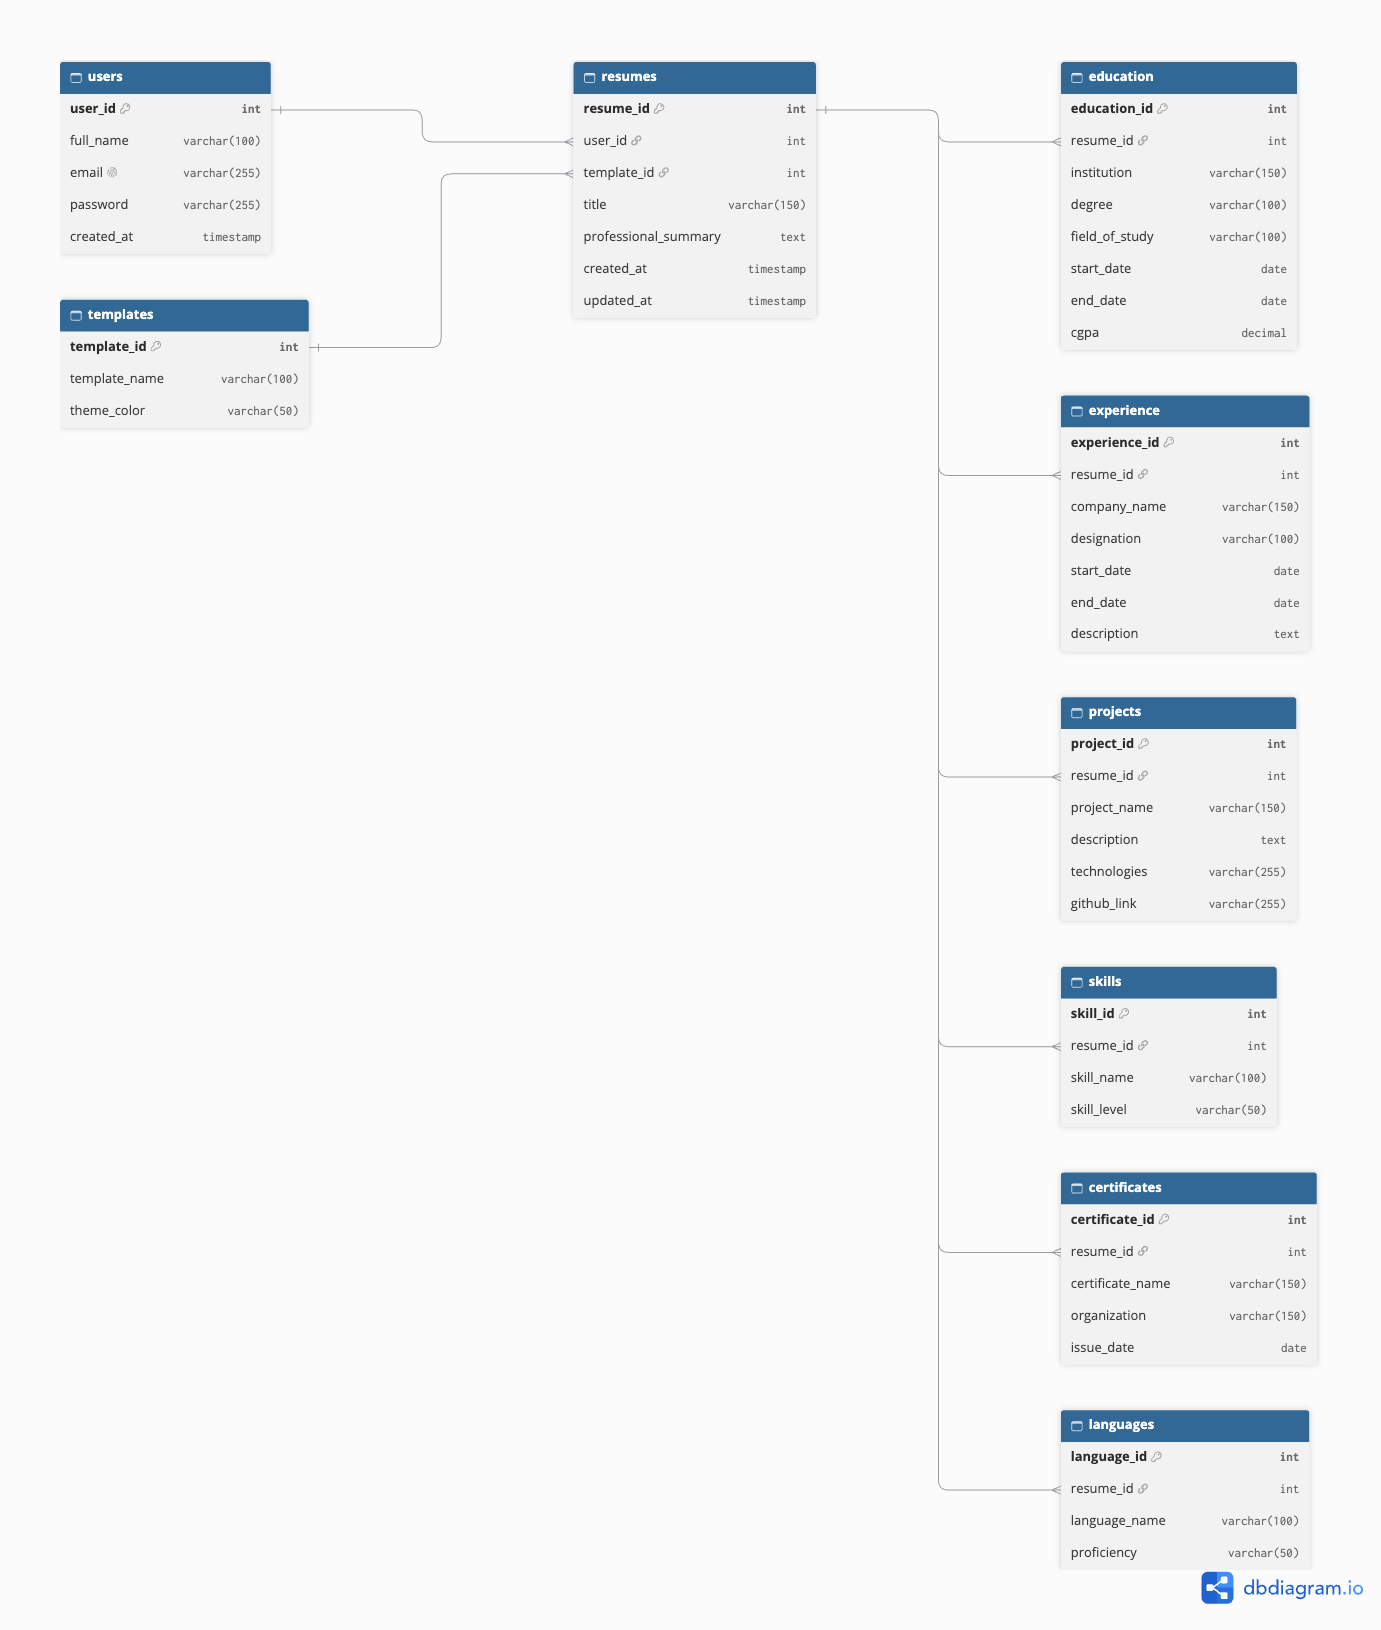 users
user_id int
full_name varchar(100)
email varchar(255)
password varchar(255)
created_at timestamp
templates
template_id int
template_name varchar(100)
theme_color varchar(50)
resumes
resume_id int
user_id int
template_id int
title varchar(150)
professional_summary text
created_at timestamp
updated_at timestamp
education
education_id int
resume_id int
institution varchar(150)
degree varchar(100)
field_of_study varchar(100)
start_date date
end_date date
cgpa decimal
experience
experience_id int
resume_id int
company_name varchar(150)
designation varchar(100)
start_date date
end_date date
description text
projects
project_id int
resume_id int
project_name varchar(150)
description text
technologies varchar(255)
github_link varchar(255)
skills
skill_id int
resume_id int
skill_name varchar(100)
skill_level varchar(50)
certificates
certificate_id int
resume_id int
certificate_name varchar(150)
organization varchar(150)
issue_date date
languages
language_id int
resume_id int
language_name varchar(100)
proficiency varchar(50)
dbdiagram.io